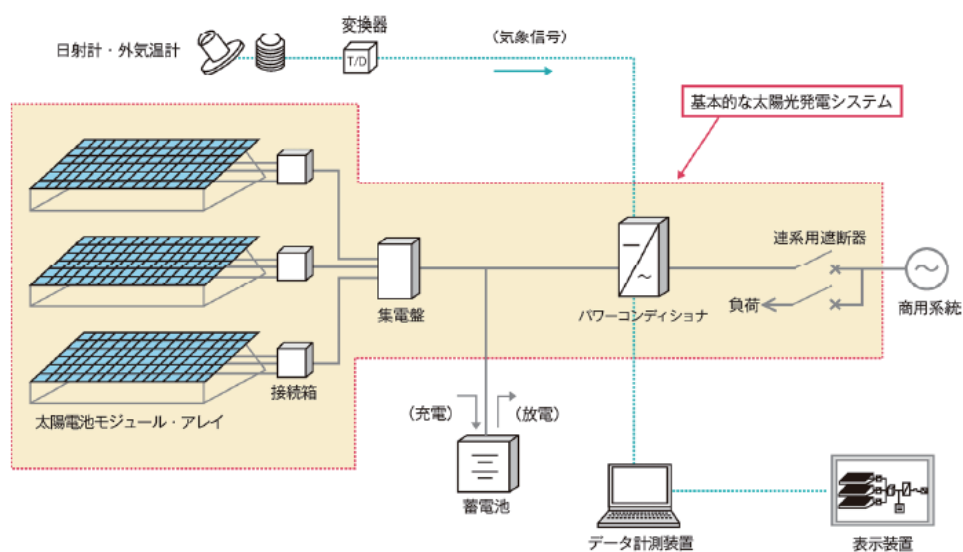 変換器
日射計・外気温計
T/D
(気象信号)
基本的な太陽光発電システム
連系用遮断器
集電盤
パワーコンディショナ
負荷
商用系統
接続箱
太陽電池モジュール・アレイ
(充電)
(放電)
蓄電池
データ計測装置
表示装置